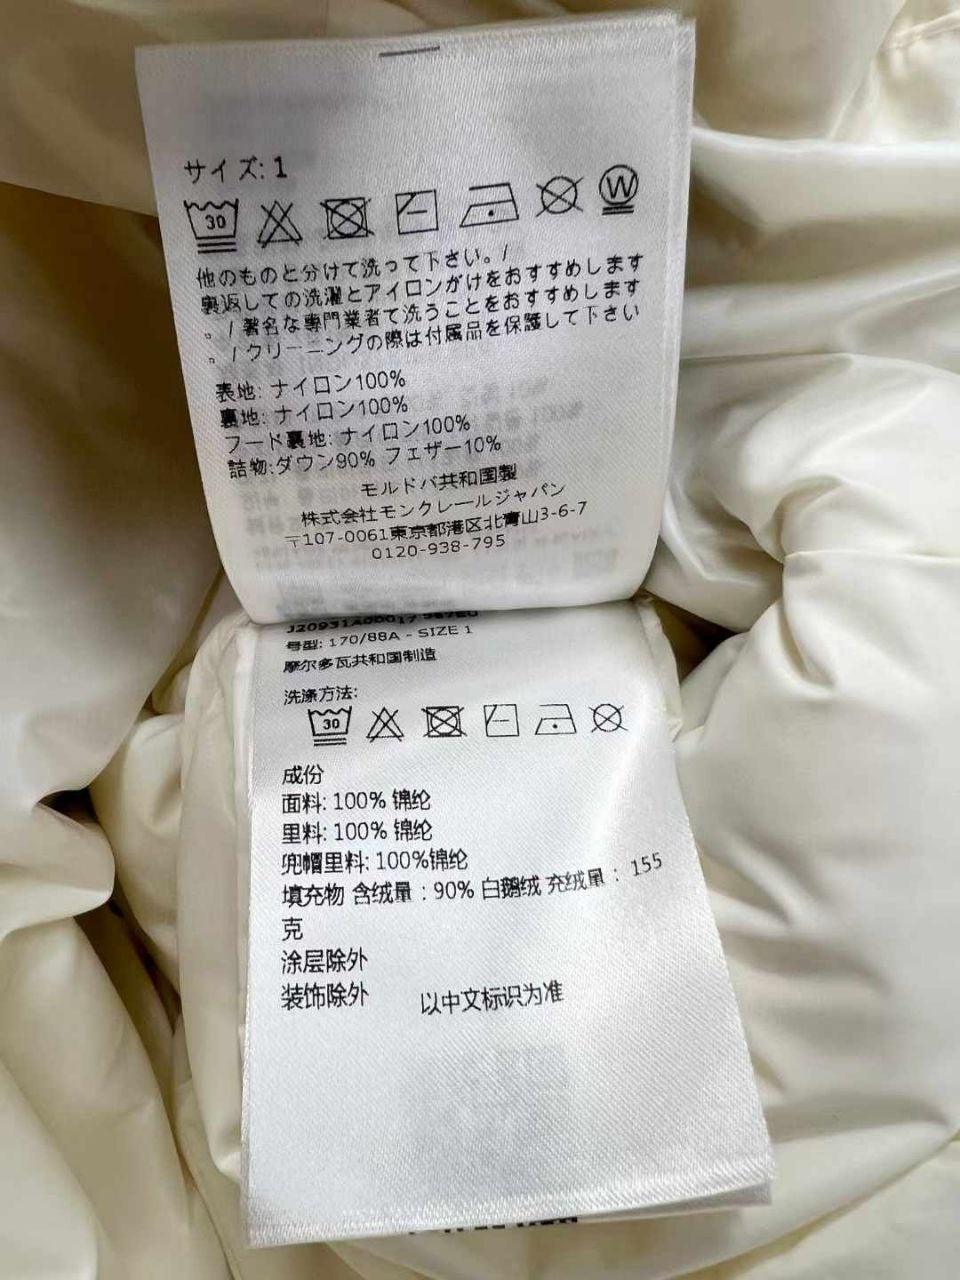 サイズ: 1
30
W
他のものと分けて洗って下さい。/
裏返しての洗濯とアイロンがけをおすすめします
。/著名な専門業者で洗うことをおすすめします
。/クリーニングの際は付属品を保護して下さい
表地: ナイロン100%
裏地: ナイロン100%
フード裏地: ナイロン100%
詰物:ダウン90% フェザー10%
モルドバ共和国製
株式会社モンクレールジャパン
〒107-0061東京都港区北青山3-6-7
0120-938-795
号型: 170/88A - SIZE 1
摩尔多瓦共和国制造
洗涤方法:
30
成份
面料: 100% 锦纶
里料: 100% 锦纶
兜帽里料: 100%锦纶
填充物 含绒量 : 90% 白鹅绒 充绒量 : 155
克
涂层除外
装饰除外 以中文标识为准